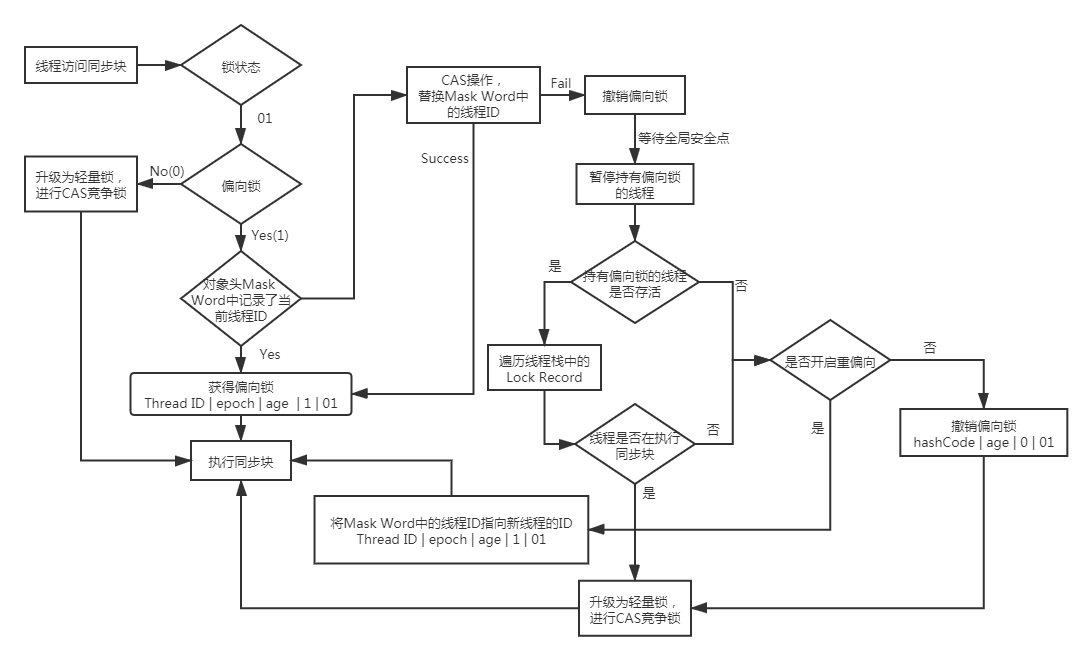 线程访问同步块
锁状态
01
升级为轻量锁，
进行CAS竞争锁
No(0)
偏向锁
Yes(1)
对象头Mask
Word中记录了当
前线程ID
Yes
获得偏向锁
Thread ID | epoch | age | 1 | 01
执行同步块
CAS操作，
替换Mask Word中
的线程ID
Success
Fail
撤销偏向锁
等待全局安全点
暂停持有偏向锁
的线程
持有偏向锁的线程
是否存活
是
否
遍历线程栈中的
Lock Record
线程是否在执行
同步块
否
是
是否开启重偏向
否
是
撤销偏向锁
hashCode | age | 0 | 01
将Mask Word中的线程ID指向新线程的ID
Thread ID | epoch | age | 1 | 01
升级为轻量锁，
进行CAS竞争锁